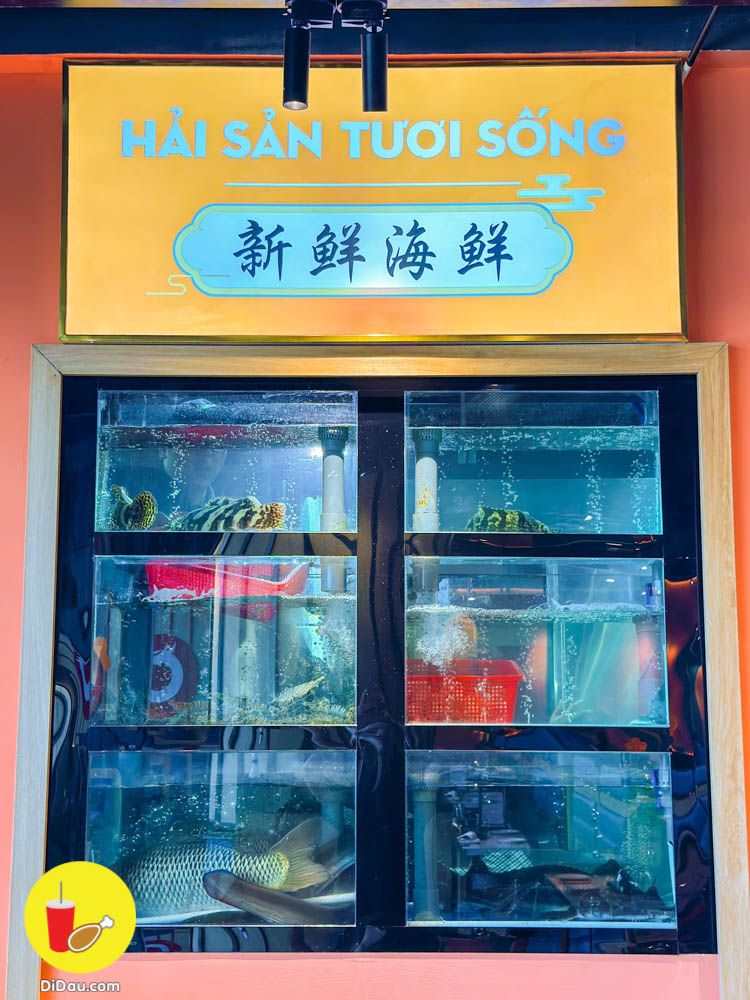 HẢI SẢN TƯƠI SỐNG
新鮮海鮮
DiDau.com